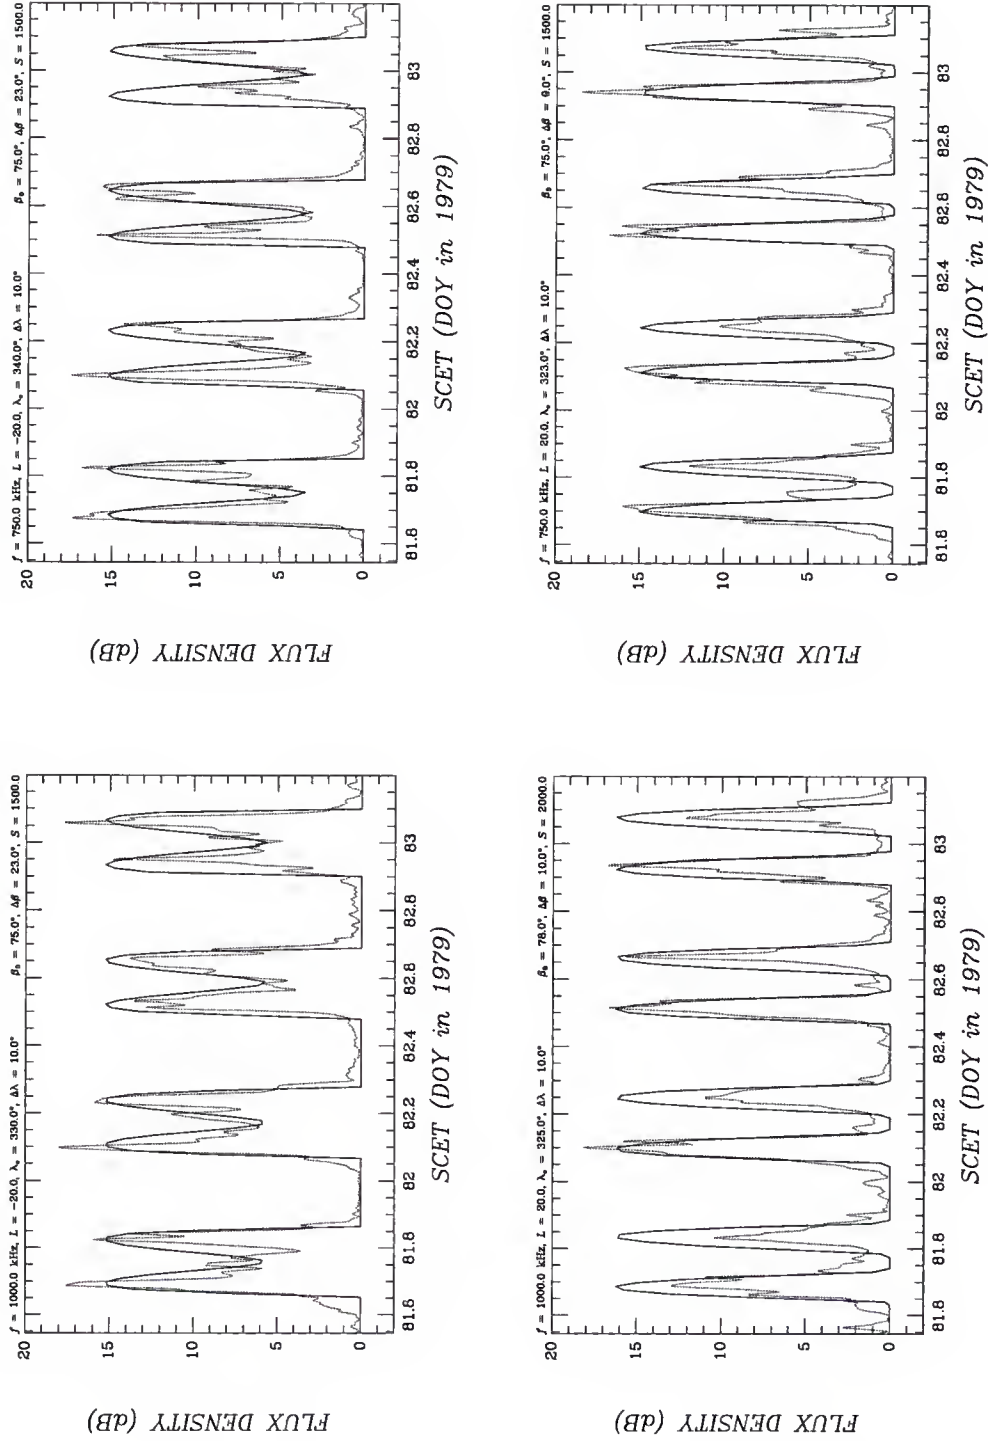 f = 1000.0 kHz, L = -20.0, λₒ = 330.0°, Δλ = 10.0° β₀ = 75.0°, Δβ = 23.0°, S = 1500.0
FLUX DENSITY (dB)
20
15
10
5
0
81.6 81.8 82 82.2 82.4 82.6 82.8 83
SCET (DOY in 1979)
f = 750.0 kHz, L = -20.0, λₒ = 340.0°, Δλ = 10.0° β₀ = 75.0°, Δβ = 23.0°, S = 1500.0
FLUX DENSITY (dB)
20
15
10
5
0
81.6 81.8 82 82.2 82.4 82.6 82.8 83
SCET (DOY in 1979)
f = 1000.0 kHz, L = 20.0, λₒ = 325.0°, Δλ = 10.0° β₀ = 78.0°, Δβ = 10.0°, S = 2000.0
FLUX DENSITY (dB)
20
15
10
5
0
81.6 81.8 82 82.2 82.4 82.6 82.8 83
SCET (DOY in 1979)
f = 750.0 kHz, L = 20.0, λₒ = 323.0°, Δλ = 10.0° β₀ = 75.0°, Δβ = 9.0°, S = 1500.0
FLUX DENSITY (dB)
20
15
10
5
0
81.6 81.8 82 82.2 82.4 82.6 82.8 83
SCET (DOY in 1979)